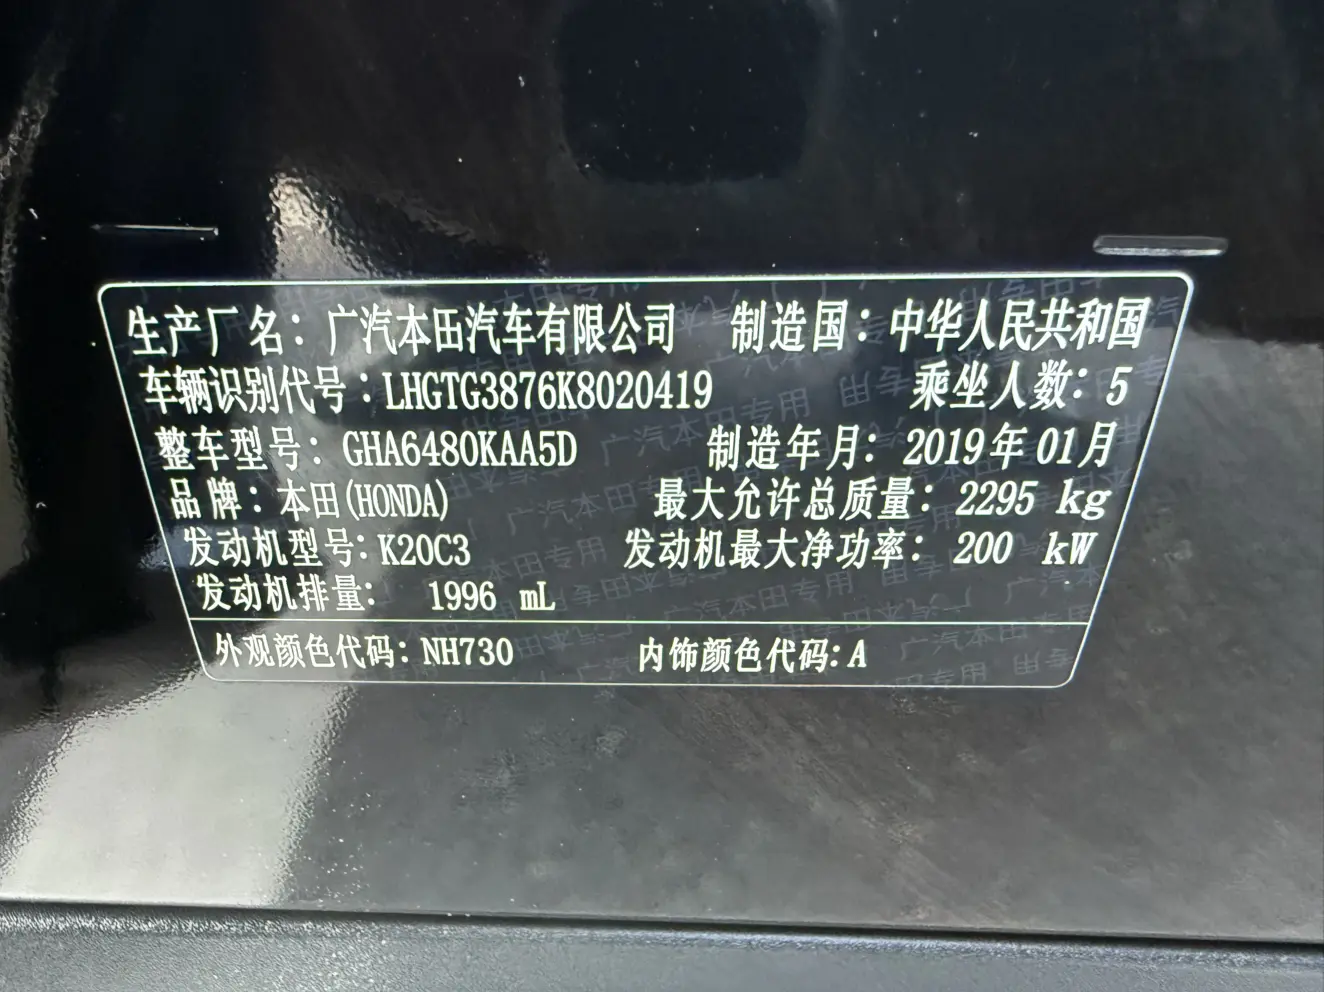 生产厂名：广汽本田汽车有限公司 制造国：中华人民共和国
车辆识别代号：LHGTG3876K8020419 乘坐人数：5
整车型号：GHA6480KAA5D 制造年月：2019年01月
品牌：本田(HONDA) 最大允许总质量：2295 kg
发动机型号：K20C3 发动机最大净功率：200 kW
发动机排量： 1996 mL
外观颜色代码：NH730 内饰颜色代码：A